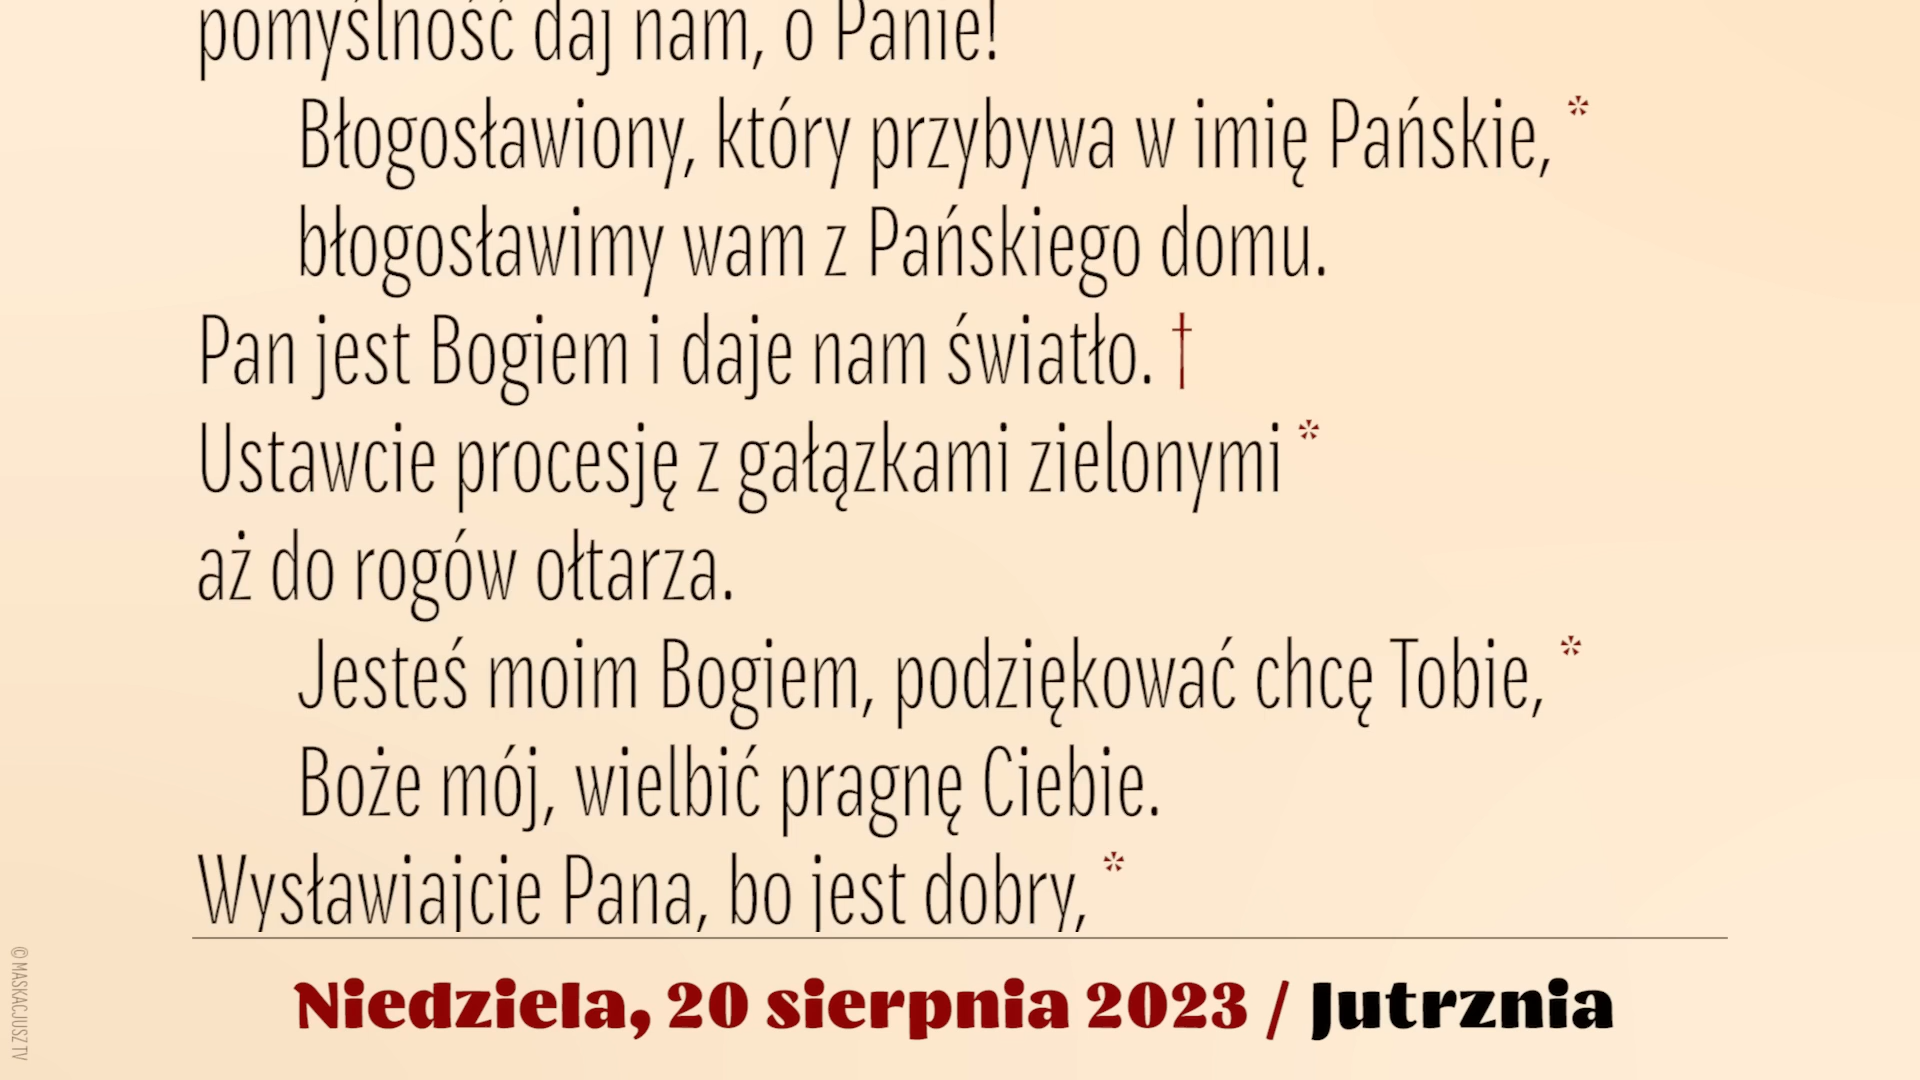 pomyślność daj nam, o Panie!
Błogosławiony, który przybywa w imię Pańskie, *
błogosławimy wam z Pańskiego domu.
Pan jest Bogiem i daje nam światło. †
Ustawcie procesję z gałązkami zielonymi *
aż do rogów ołtarza.
Jesteś moim Bogiem, podziękować chcę Tobie, *
Boże mój, wielbić pragnę Ciebie.
Wysławiajcie Pana, bo jest dobry, *
Niedziela, 20 sierpnia 2023 / Jutrznia
© MASKACJUSZ TV